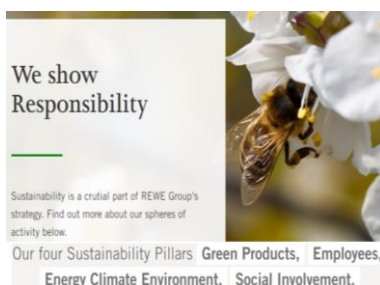 We show
Responsibility
Sustainability is a crutial part of REWE Group's
strategy. Find out more about our spheres of
activity below.
Our four Sustainability Pillars Green Products, Employees,
Energy Climate Environment, Social Involvement,